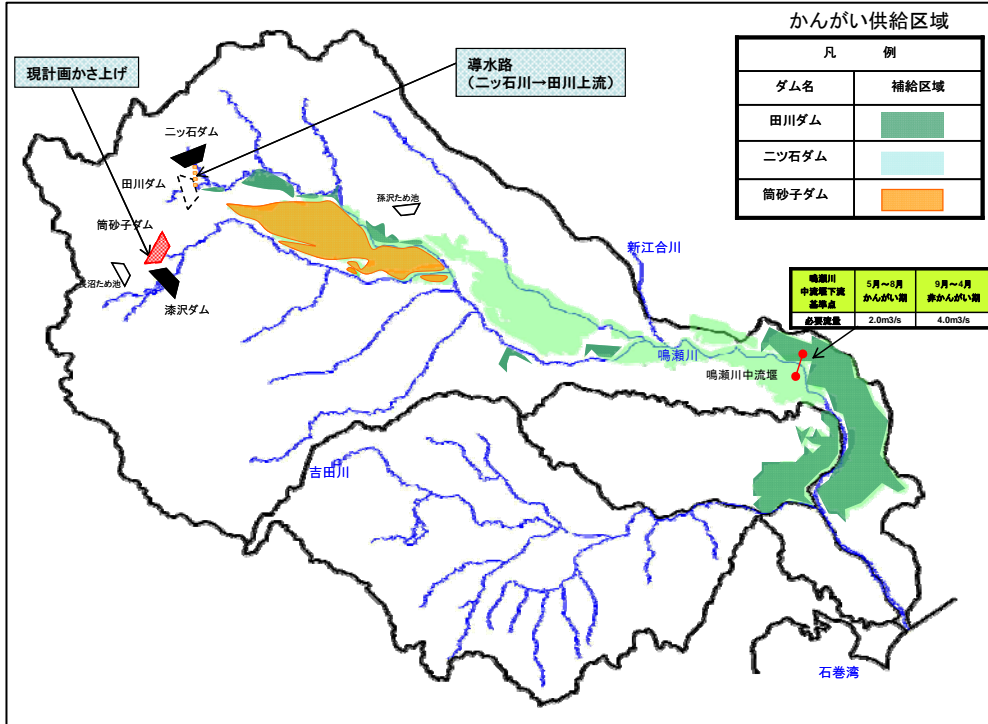 かんがい供給区域
凡 例
ダム名 補給区域
田川ダム
二ツ石ダム
筒砂子ダム
現計画かさ上げ
導水路
(二ッ石川→田川上流)
二ッ石ダム
田川ダム
筒砂子ダム
漆沢ダム
孫沢ため池
沼ため池
新江合川
鳴瀬川
中流堰下流
基準点
5月~8月
かんがい期
9月~4月
非かんがい期
必要流量 2.0m3/s 4.0m3/s
鳴瀬川
鳴瀬川中流堰
吉田川
石巻湾